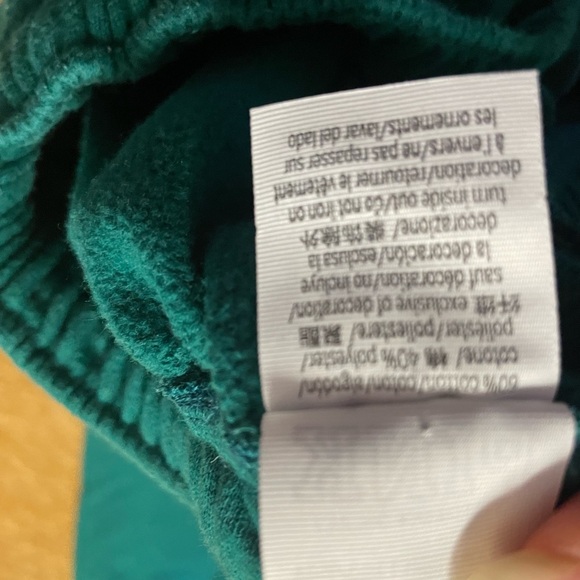 60% cotton/coton/algodón/
cotone/ 棉 40% polyester/
poliéster/polyester/poliestere/ 聚酯
纤维 exclusive of decoration/
sauf décoration/no incluye
la decoración/esclusa la
decorazione/ 装饰除外
turn inside out/do not iron on
decoration/retourner le vêtement
à l'envers/ne pas repasser sur
les ornements/lavar del lado